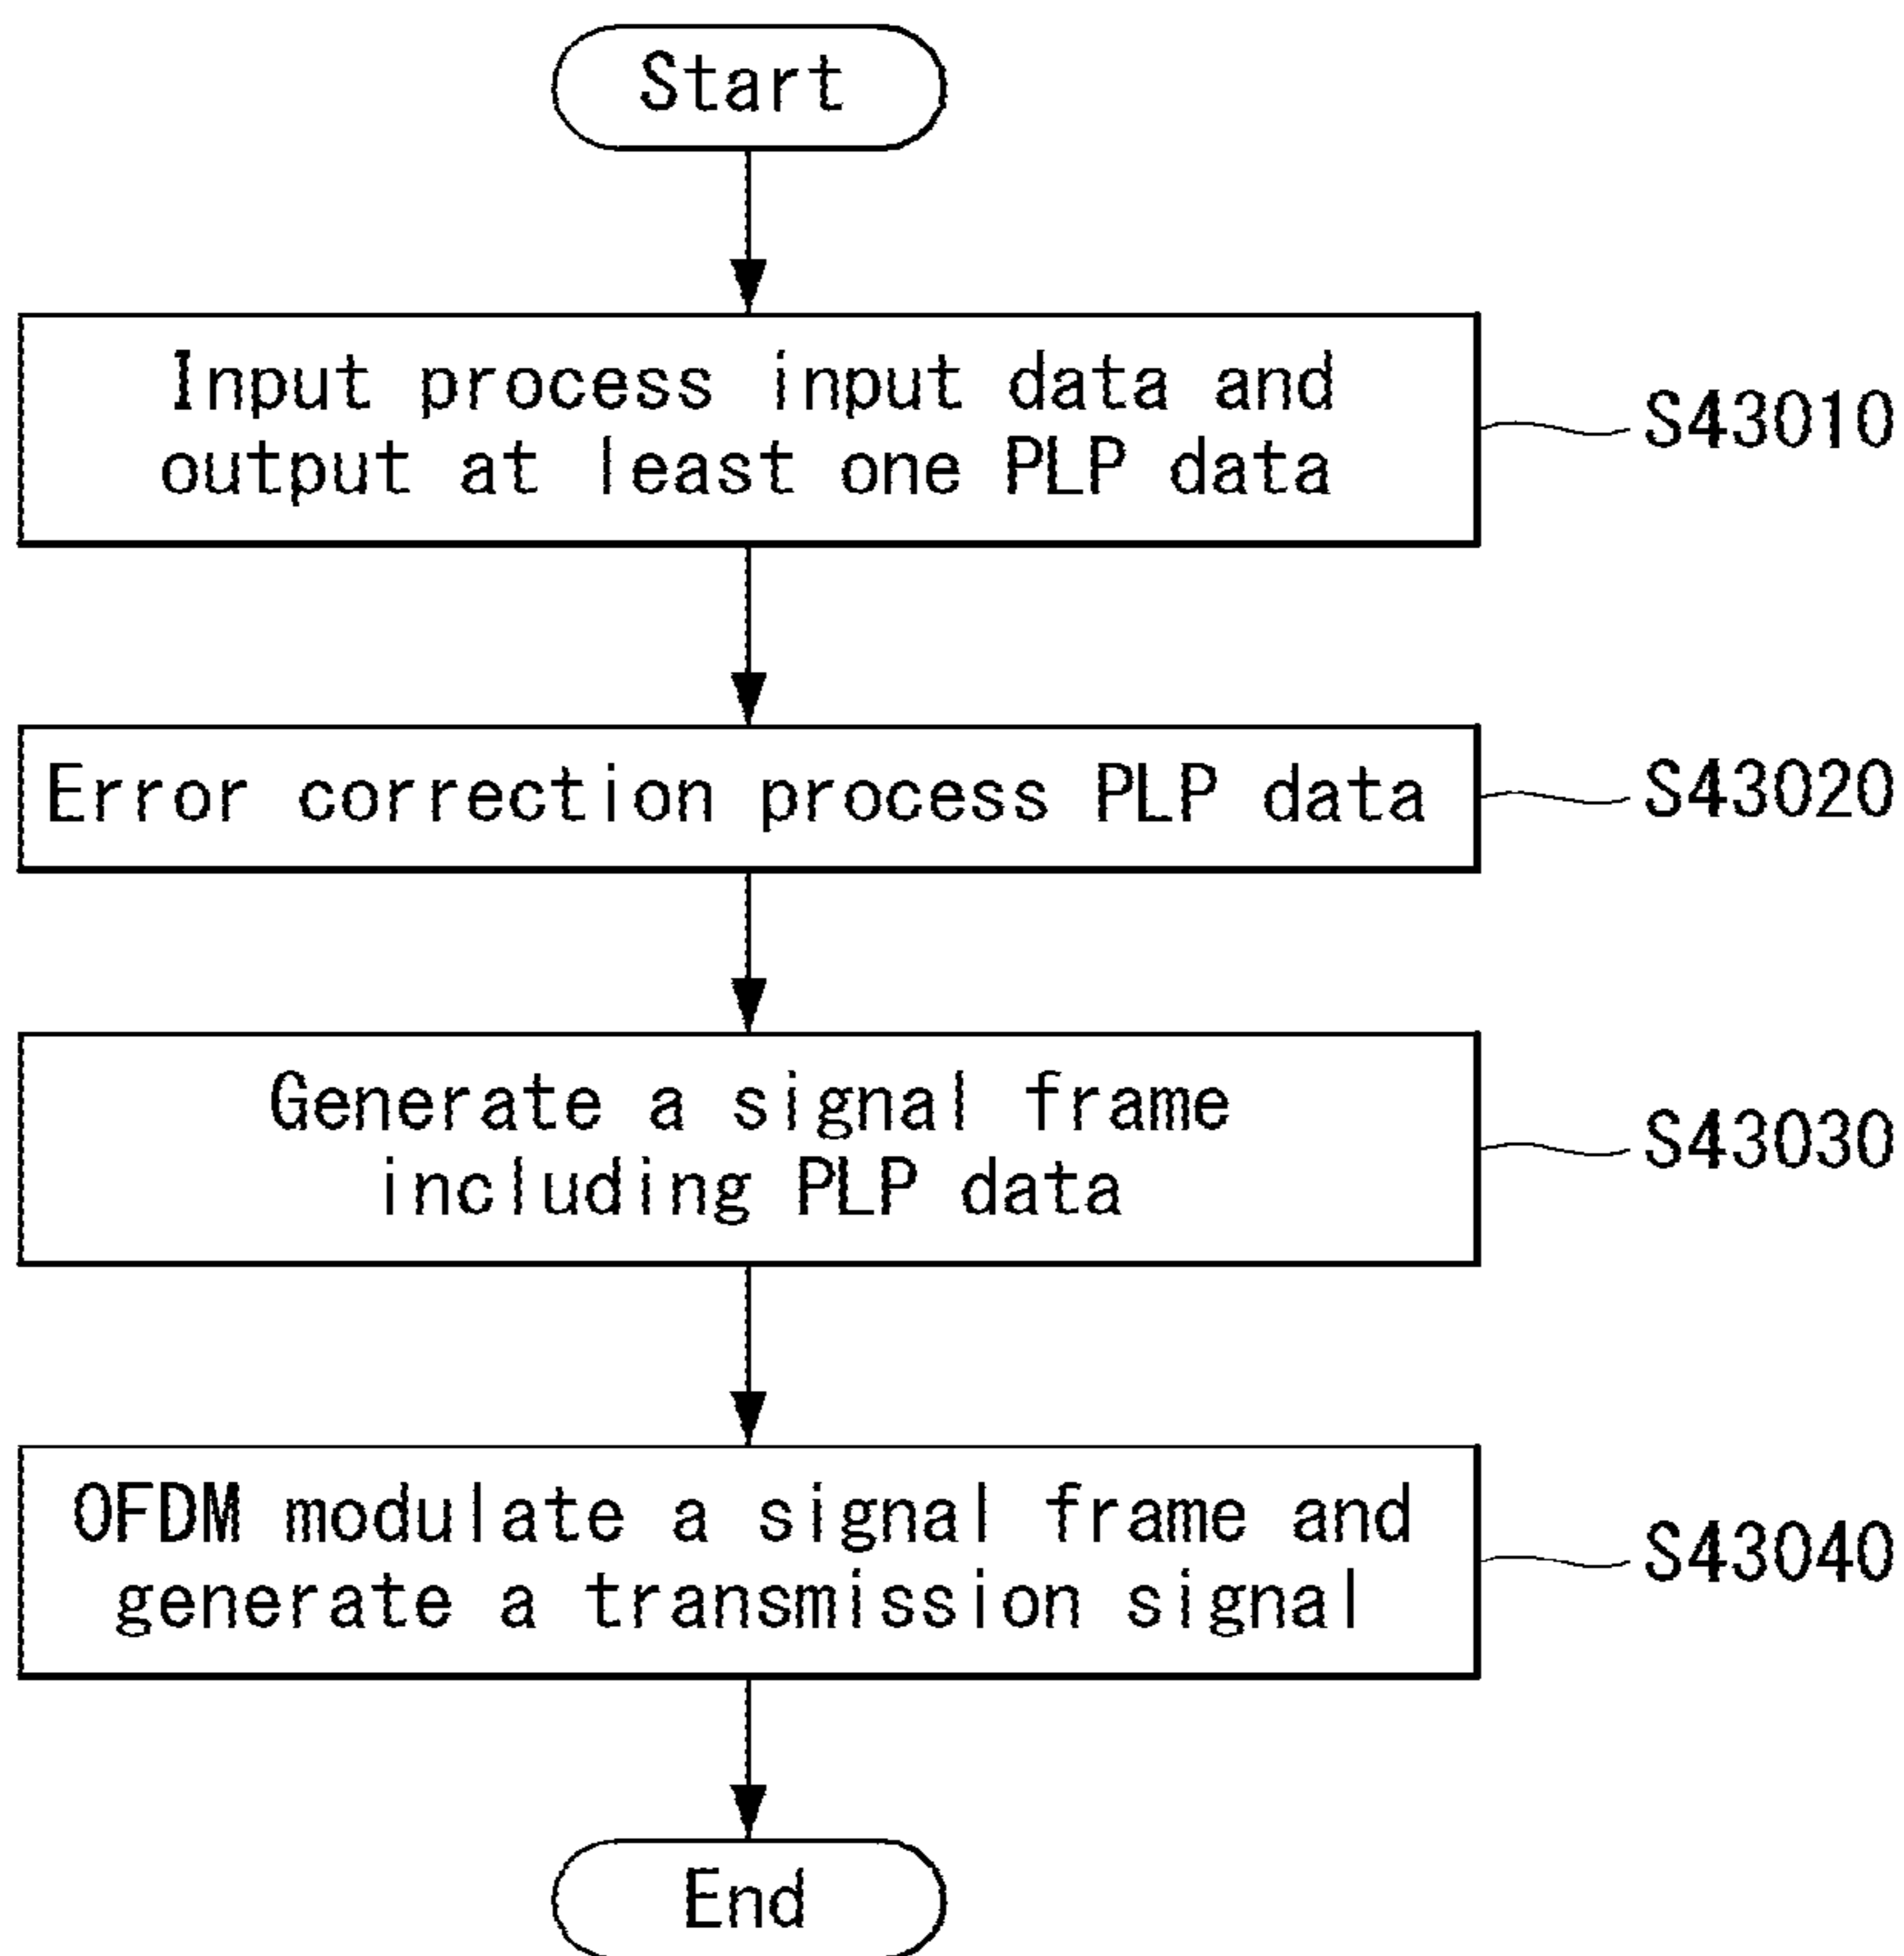 Start
Input process input data and
output at least one PLP data
S43010
Error correction process PLP data
S43020
Generate a signal frame
including PLP data
S43030
OFDM modulate a signal frame and
generate a transmission signal
S43040
End